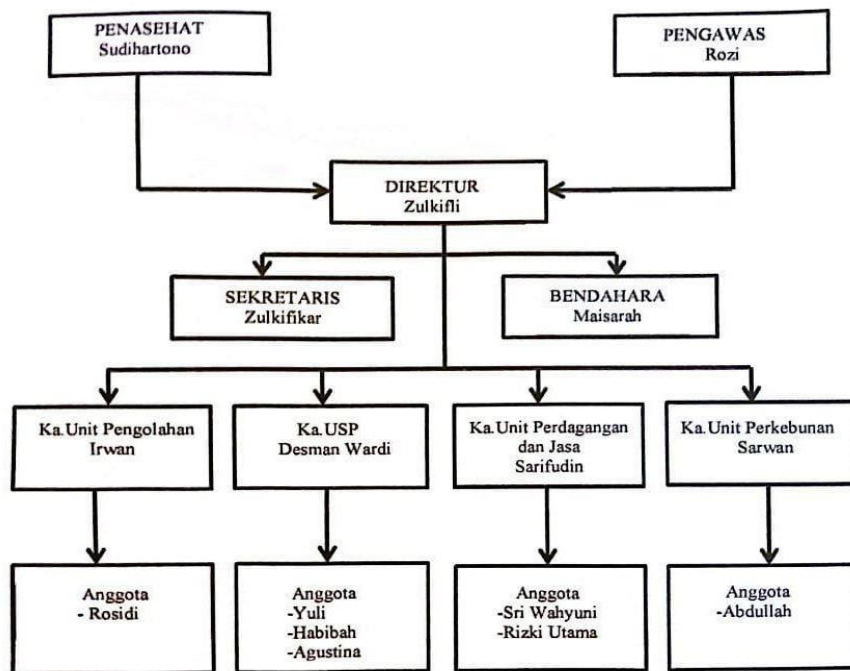 PENASEHAT
Sudihartono
PENGAWAS
Rozi
DIREKTUR
Zulkifli
SEKRETARIS
Zulkifikar
BENDAHARA
Maisarah
Ka.Unit Pengolahan
Irwan
Ka.USP
Desman Wardi
Ka.Unit Perdagangan
dan Jasa
Sarifudin
Ka.Unit Perkebunan
Sarwan
Anggota
- Rosidi
Anggota
-Yuli
-Habibah
-Agustina
Anggota
-Sri Wahyuni
-Rizki Utama
Anggota
-Abdullah